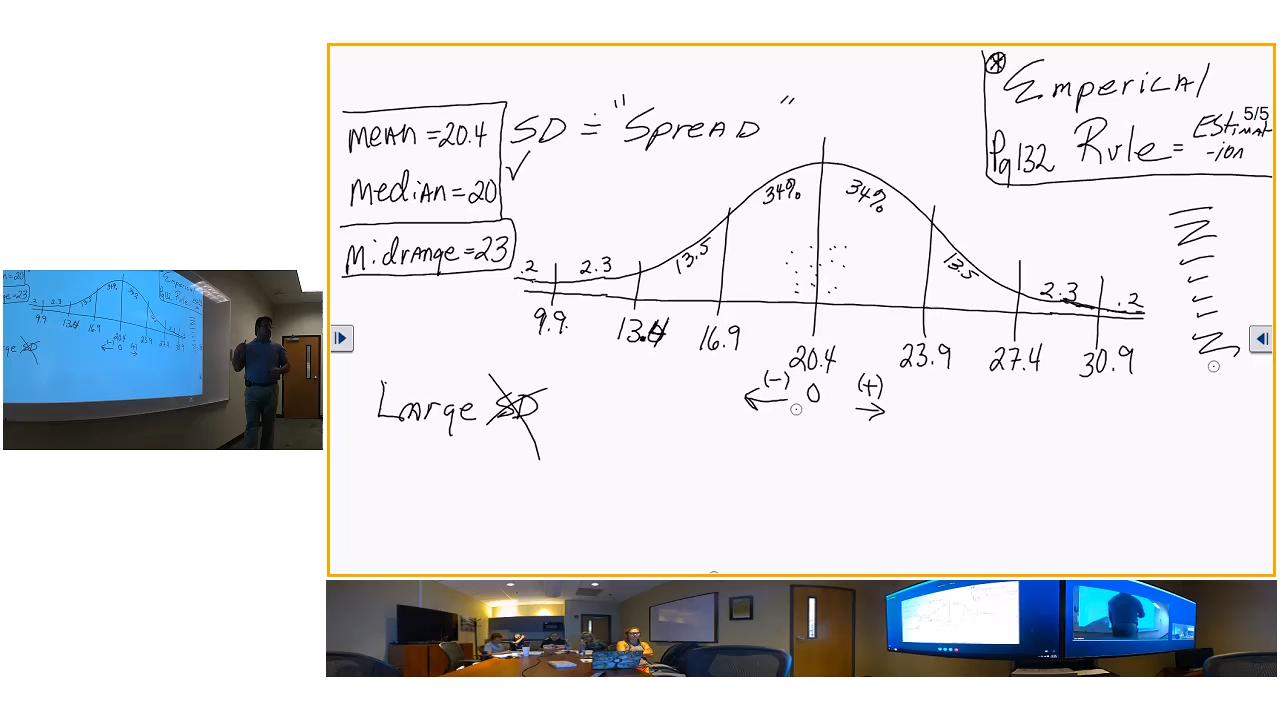 * Emperical
Pg 132 Rule = Estimat
-ion
5/5
mean = 20.4
median = 20
Midrange = 23
SD ≐ "Spread"
✓
34% 34%
13.5 13.5
.2 2.3 2.3 .2
9.9 13.4 16.9 20.4 23.9 27.4 30.9
(-) 0 (+)
Large SD